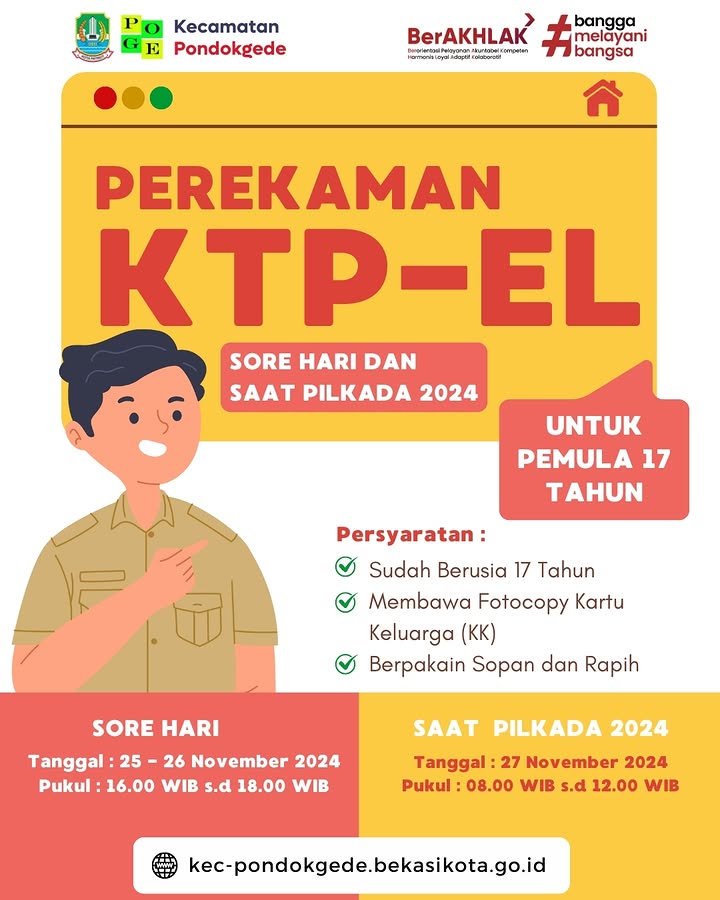 Kecamatan
Pondokgede
POGE
BerAKHLAK
Berorientasi Pelayanan Akuntabel Kompeten
Harmonis Loyal Adaptif Kolaboratif
#bangga
melayani
bangsa
PEREKAMAN
KTP-EL
SORE HARI DAN
SAAT PILKADA 2024
UNTUK
PEMULA 17
TAHUN
Persyaratan :
Sudah Berusia 17 Tahun
Membawa Fotocopy Kartu
Keluarga (KK)
Berpakain Sopan dan Rapih
SORE HARI
Tanggal : 25 - 26 November 2024
Pukul : 16.00 WIB s.d 18.00 WIB
SAAT PILKADA 2024
Tanggal : 27 November 2024
Pukul : 08.00 WIB s.d 12.00 WIB
kec-pondokgede.bekasikota.go.id